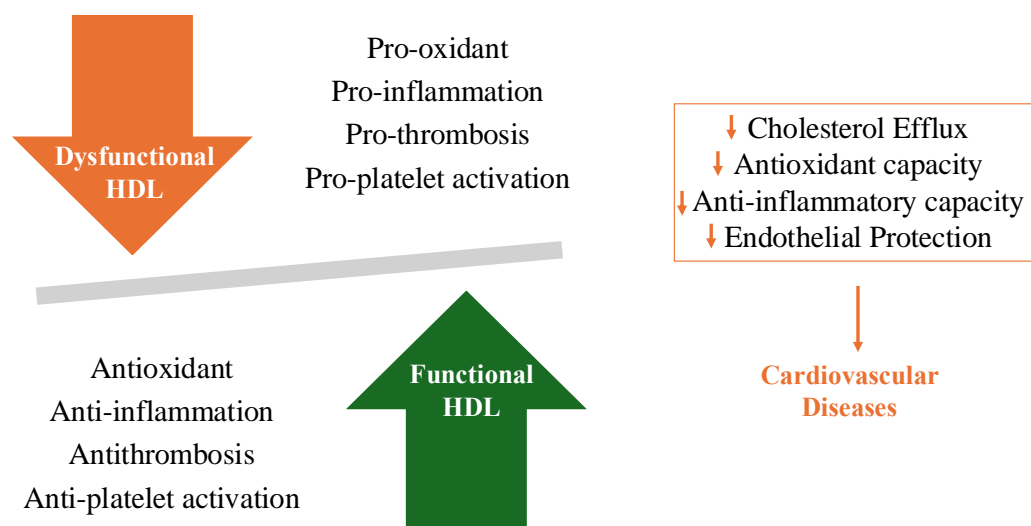 Dysfunctional
HDL
Pro-oxidant
Pro-inflammation
Pro-thrombosis
Pro-platelet activation
Antioxidant
Anti-inflammation
Antithrombosis
Anti-platelet activation
Functional
HDL
↓ Cholesterol Efflux
↓ Antioxidant capacity
↓ Anti-inflammatory capacity
↓ Endothelial Protection
Cardiovascular
Diseases